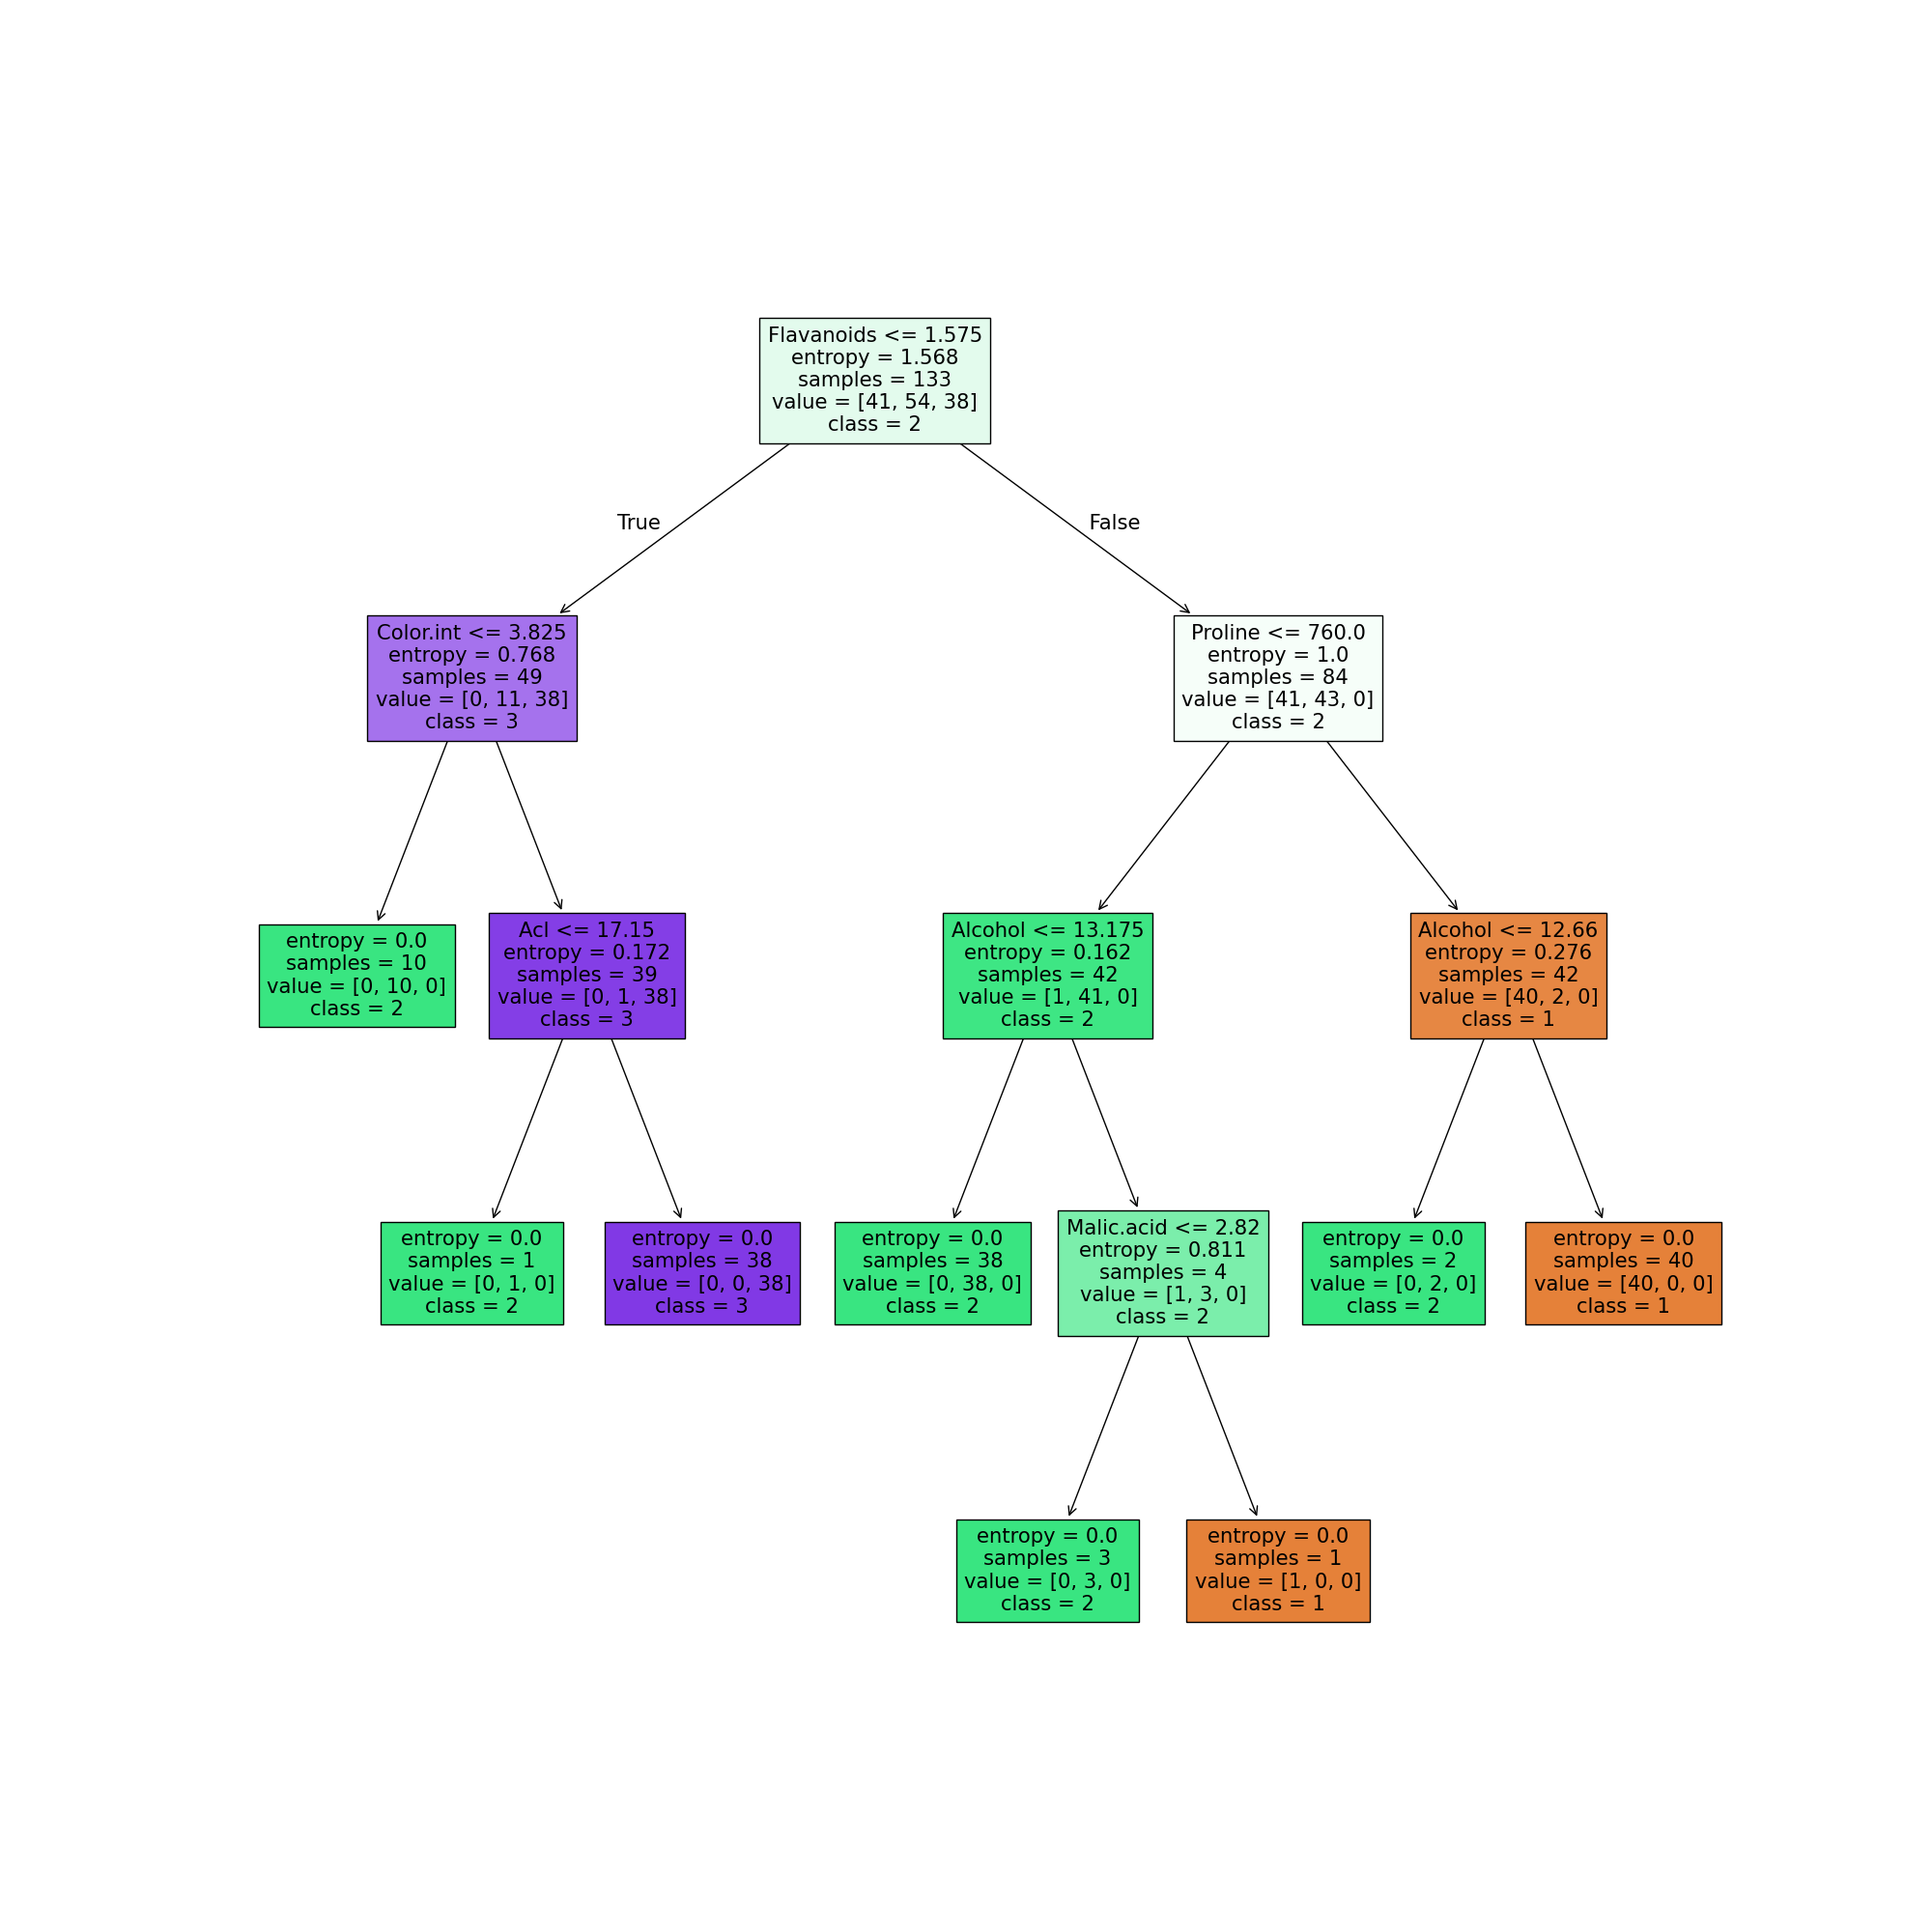 Flavanoids <= 1.575
entropy = 1.568
samples = 133
value = [41, 54, 38]
class = 2
True
False
Color.int <= 3.825
entropy = 0.768
samples = 49
value = [0, 11, 38]
class = 3
Proline <= 760.0
entropy = 1.0
samples = 84
value = [41, 43, 0]
class = 2
entropy = 0.0
samples = 10
value = [0, 10, 0]
class = 2
Acl <= 17.15
entropy = 0.172
samples = 39
value = [0, 1, 38]
class = 3
Alcohol <= 13.175
entropy = 0.162
samples = 42
value = [1, 41, 0]
class = 2
Alcohol <= 12.66
entropy = 0.276
samples = 42
value = [40, 2, 0]
class = 1
entropy = 0.0
samples = 1
value = [0, 1, 0]
class = 2
entropy = 0.0
samples = 38
value = [0, 0, 38]
class = 3
entropy = 0.0
samples = 38
value = [0, 38, 0]
class = 2
Malic.acid <= 2.82
entropy = 0.811
samples = 4
value = [1, 3, 0]
class = 2
entropy = 0.0
samples = 2
value = [0, 2, 0]
class = 2
entropy = 0.0
samples = 40
value = [40, 0, 0]
class = 1
entropy = 0.0
samples = 3
value = [0, 3, 0]
class = 2
entropy = 0.0
samples = 1
value = [1, 0, 0]
class = 1